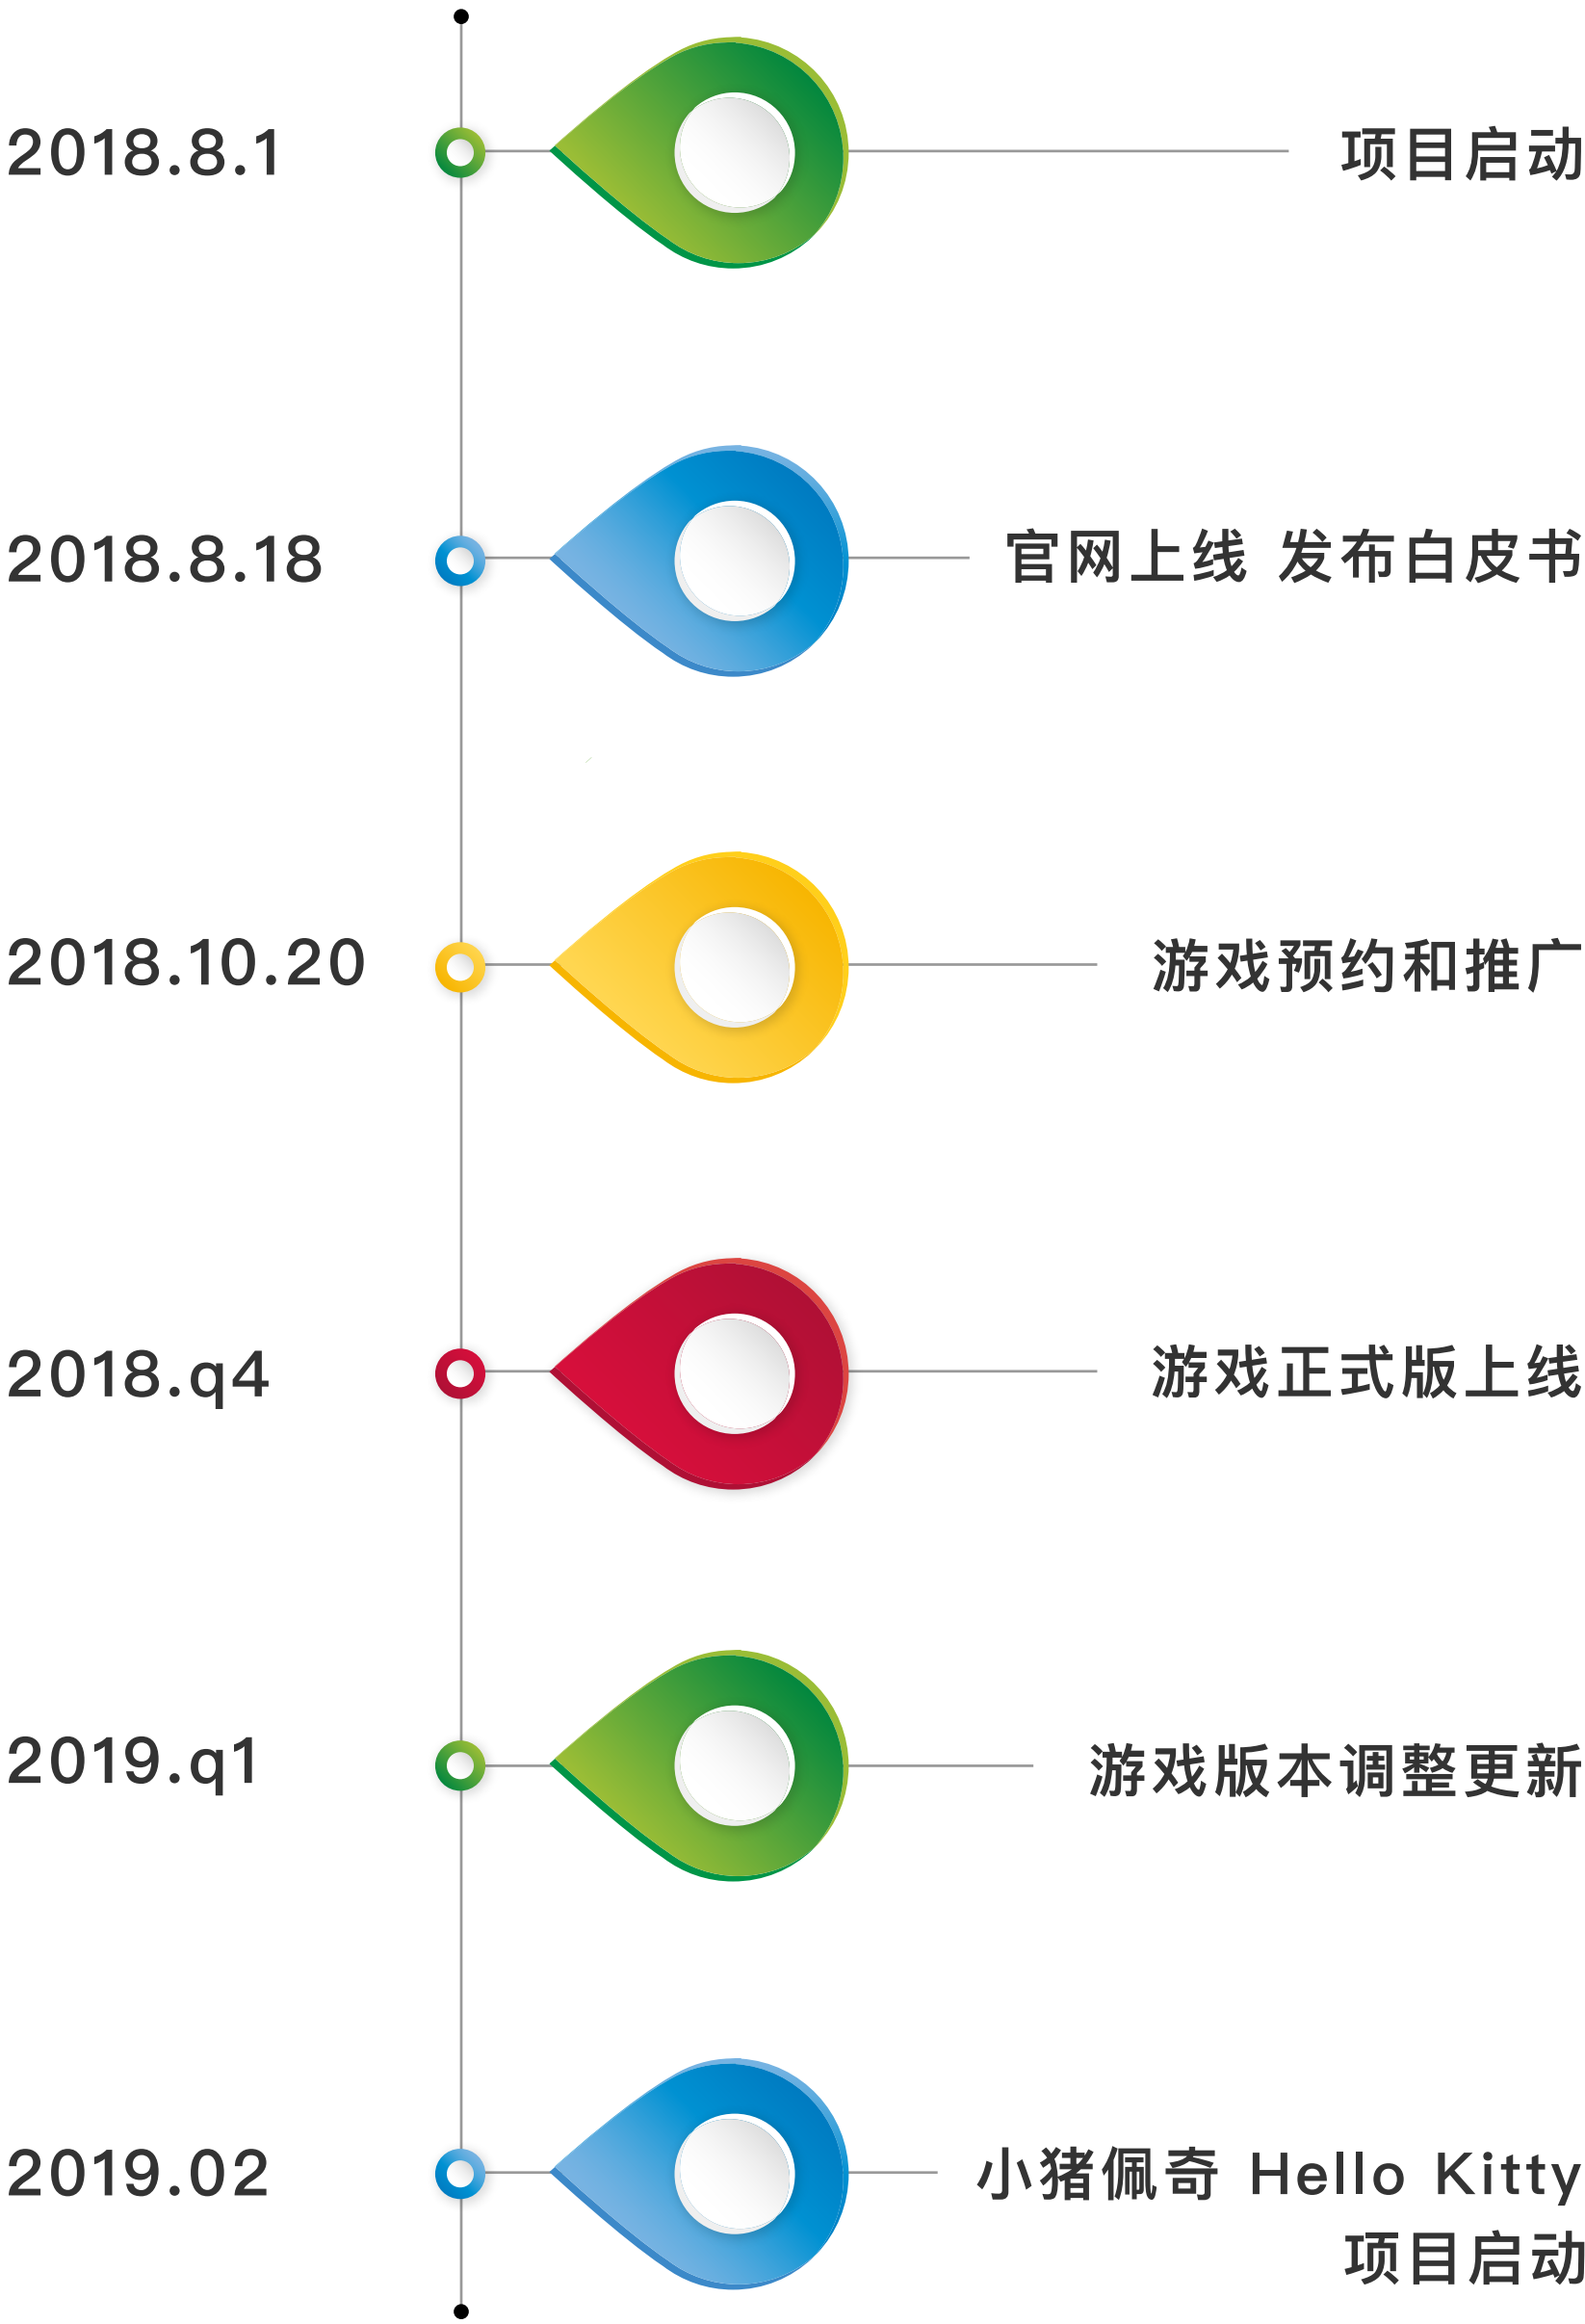 2018.8.1
项目启动
2018.8.18
官网上线 发布白皮书
2018.10.20
游戏预约和推广
2018.q4
游戏正式版上线
2019.q1
游戏版本调整更新
2019.02
小猪佩奇 Hello Kitty
项目启动